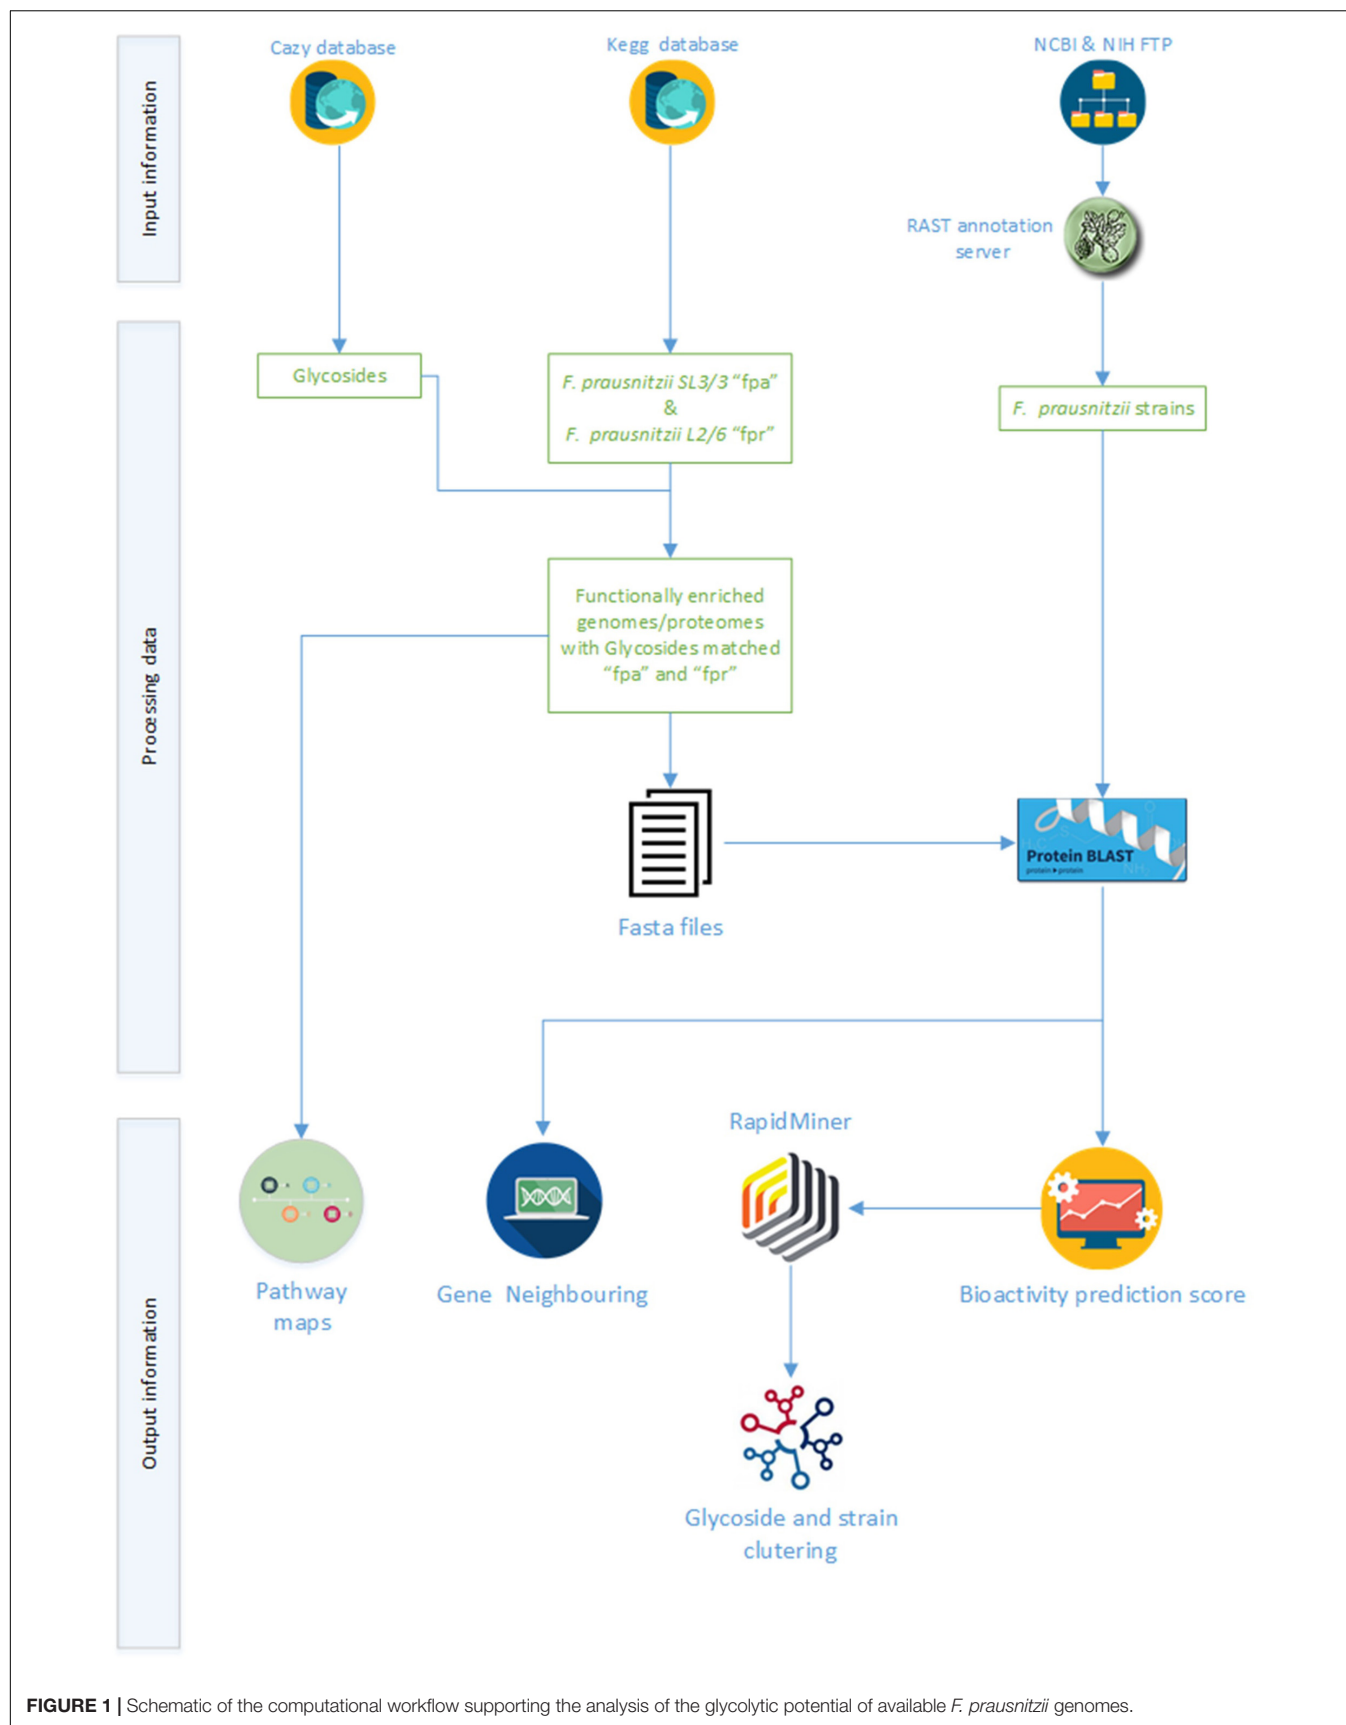 Input information
Cazy database
Kegg database
NCBI & NIH FTP
RAST annotation
server
Processing data
Glycosides
F. prausnitzii SL3/3 “fpa”
&
F. prausnitzii L2/6 “fpr”
F. prausnitzii strains
Functionally enriched
genomes/proteomes
with Glycosides matched
“fpa” and “fpr”
Fasta files
Protein BLAST
protein ▸ protein
Output information
Pathway
maps
Gene Neighbouring
RapidMiner
Bioactivity prediction score
Glycoside and strain
clutering
FIGURE 1 | Schematic of the computational workflow supporting the analysis of the glycolytic potential of available F. prausnitzii genomes.